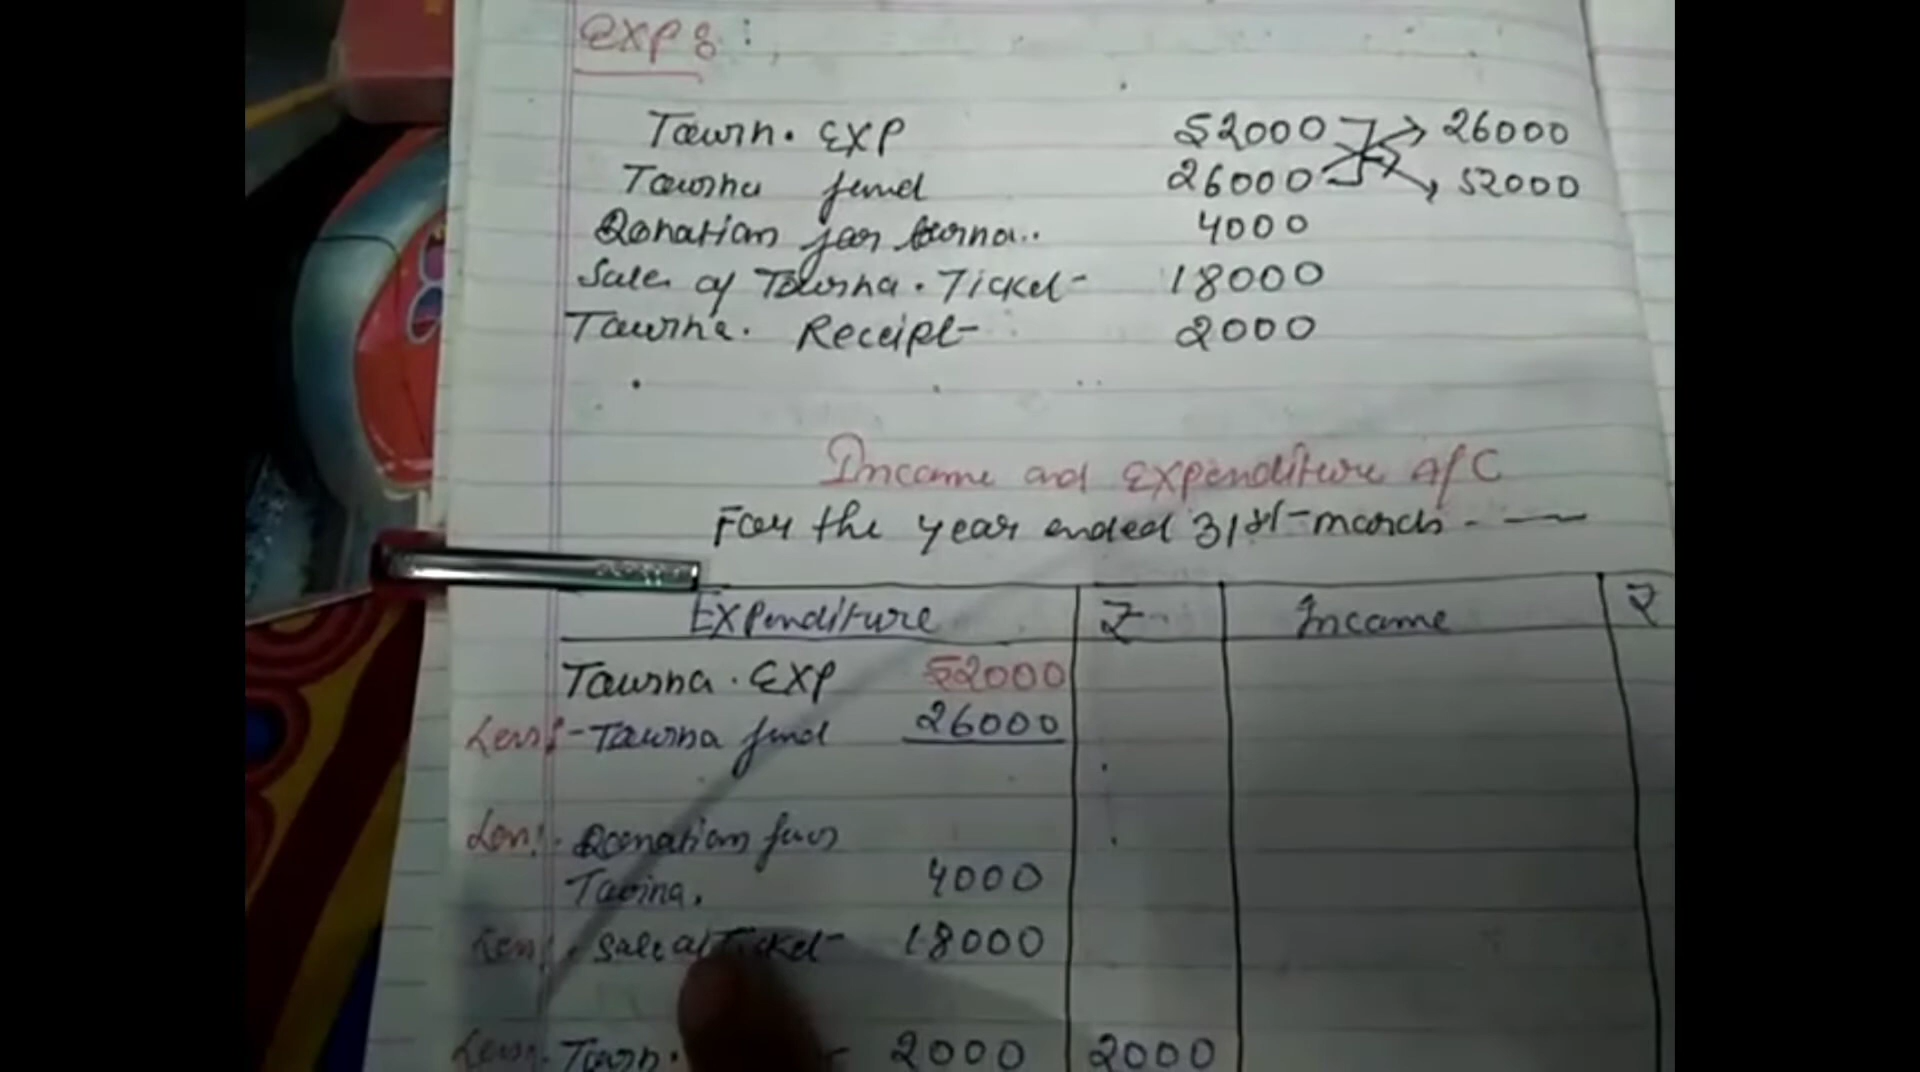 Exp 8:
Tourn. Exp 52000 26000
Tourna fund 26000 52000
Donation for tourna.. 4000
Sale of Tourna. Ticket 18000
Tourna. Receipt 2000
Income and Expenditure A/C
For the year ended 31st march - —
Expenditure ₹ Income ₹
Tourna. Exp 52000
Less:- Tourna fund 26000
Less:- Donation for
Tourna. 4000
Less:- Sale of Ticket 18000
Less:- Tourn. 2000 2000